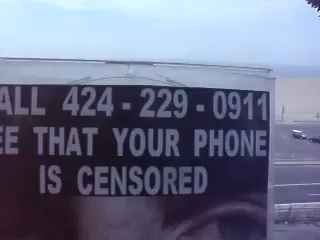 ALL 424 - 229 - 0911
EE THAT YOUR PHONE
IS CENSORED